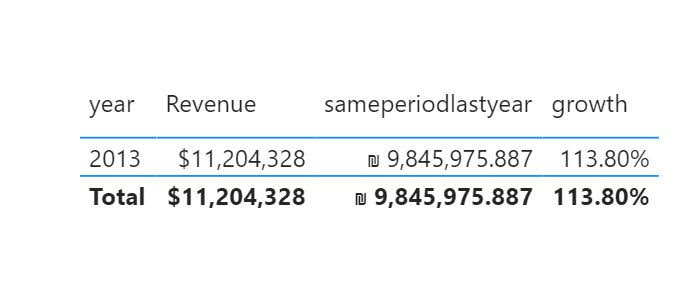 year Revenue sameperiodlastyear growth
2013 $11,204,328 ₪ 9,845,975.887 113.80%
Total $11,204,328 ₪ 9,845,975.887 113.80%